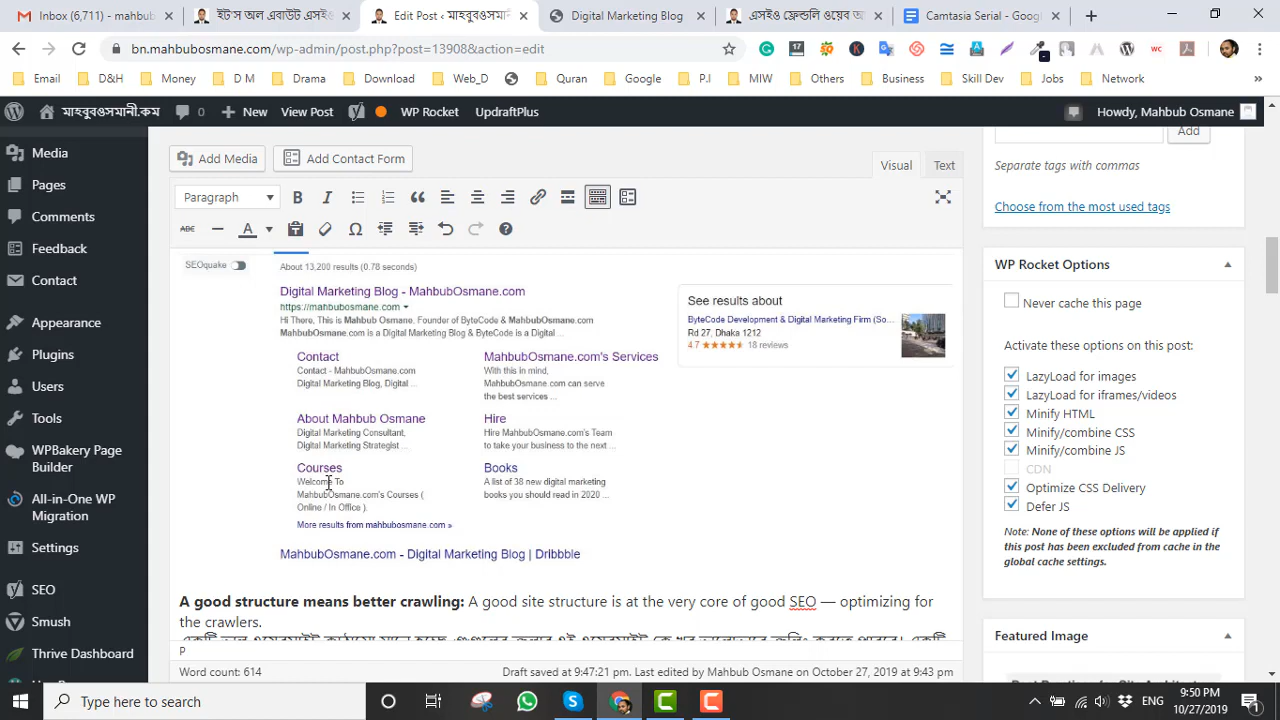 Inbox (6,711) - mahbub
ইট'স অল এবাউট এসইও
Edit Post ‹ মাহবুবওসমানী
Digital Marketing Blog
এসইও ফ্রেন্ডলি ওয়েব
Camtasia Serial - Goog
bn.mahbubosmane.com/wp-admin/post.php?post=13908&action=edit
Email D&H Money D M Drama Download Web_D Quran Google P.I MIW Others Business Skill Dev Jobs Network »
মাহবুবওসমানী.কম New View Post WP Rocket UpdraftPlus Howdy, Mahbub Osmane
Media
Pages
Comments
Feedback
Contact
Appearance
Plugins
Users
Tools
WPBakery Page
Builder
All-in-One WP
Migration
Settings
SEO
Smush
Thrive Dashboard
Add Media Add Contact Form Visual Text
Paragraph
SEOquake
About 13,200 results (0.78 seconds)
Digital Marketing Blog - MahbubOsmane.com
https://mahbubosmane.com
Hi There, This is Mahbub Osmane, Founder of ByteCode & MahbubOsmane.com
MahbubOsmane.com is a Digital Marketing Blog & ByteCode is a Digital ...
Contact
Contact - MahbubOsmane.com
Digital Marketing Blog, Digital ...
MahbubOsmane.com's Services
With this in mind,
MahbubOsmane.com can serve
the best services ...
About Mahbub Osmane
Digital Marketing Consultant,
Digital Marketing Strategist ...
Hire
Hire MahbubOsmane.com's Team
to take your business to the next ...
Courses
Welcome To
MahbubOsmane.com's Courses (
Online / In Office ).
Books
A list of 38 new digital marketing
books you should read in 2020 ...
More results from mahbubosmane.com »
MahbubOsmane.com - Digital Marketing Blog | Dribbble
See results about
ByteCode Development & Digital Marketing Firm (So...
Rd 27, Dhaka 1212
4.7 ★★★★★ 18 reviews
A good structure means better crawling: A good site structure is at the very core of good SEO — optimizing for
the crawlers.
P
Word count: 614 Draft saved at 9:47:21 pm. Last edited by Mahbub Osmane on October 27, 2019 at 9:43 pm
Add
Separate tags with commas
Choose from the most used tags
WP Rocket Options
Never cache this page
Activate these options on this post:
LazyLoad for images
LazyLoad for iframes/videos
Minify HTML
Minify/combine CSS
Minify/combine JS
CDN
Optimize CSS Delivery
Defer JS
Note: None of these options will be applied if
this post has been excluded from cache in the
global cache settings.
Featured Image
Type here to search
ENG
9:50 PM
10/27/2019